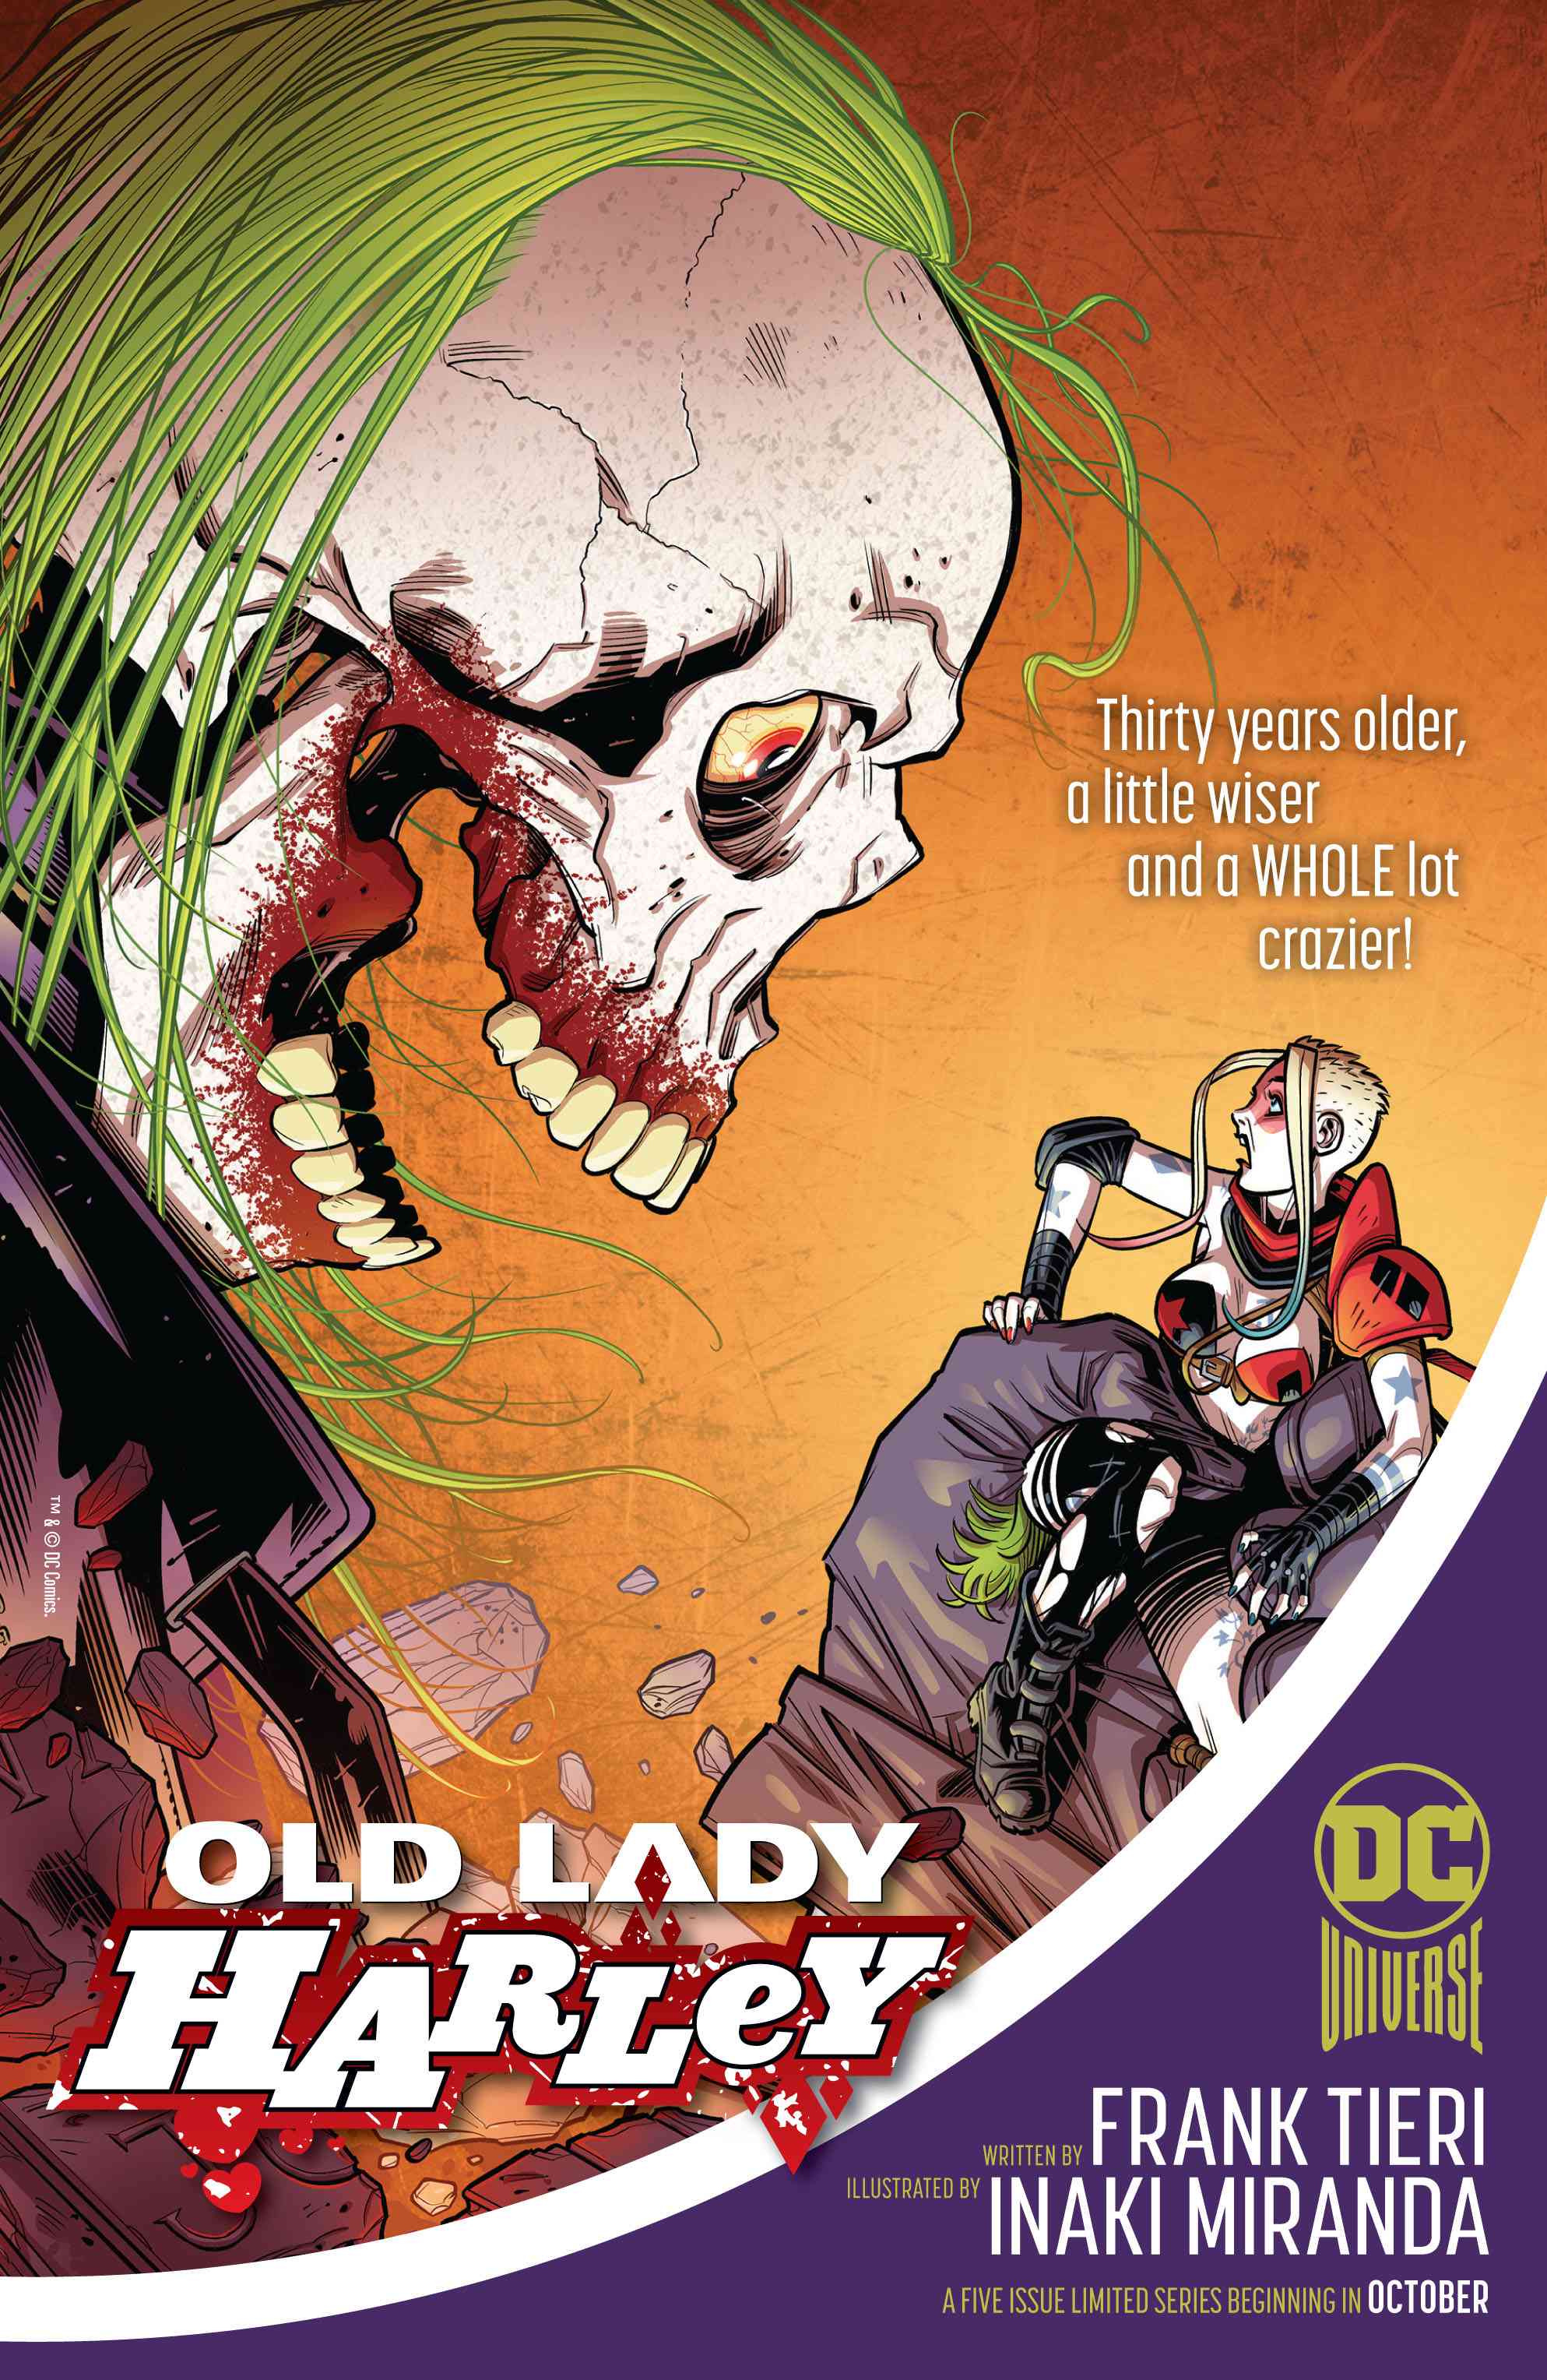 Thirty years older,
a little wiser
and a WHOLE lot
crazier!
TM & © DC Comics.
OLD LADY
HARLeY
DC
UNIVERSE
WRITTEN BY FRANK TIERI
ILLUSTRATED BY INAKI MIRANDA
A FIVE ISSUE LIMITED SERIES BEGINNING IN OCTOBER